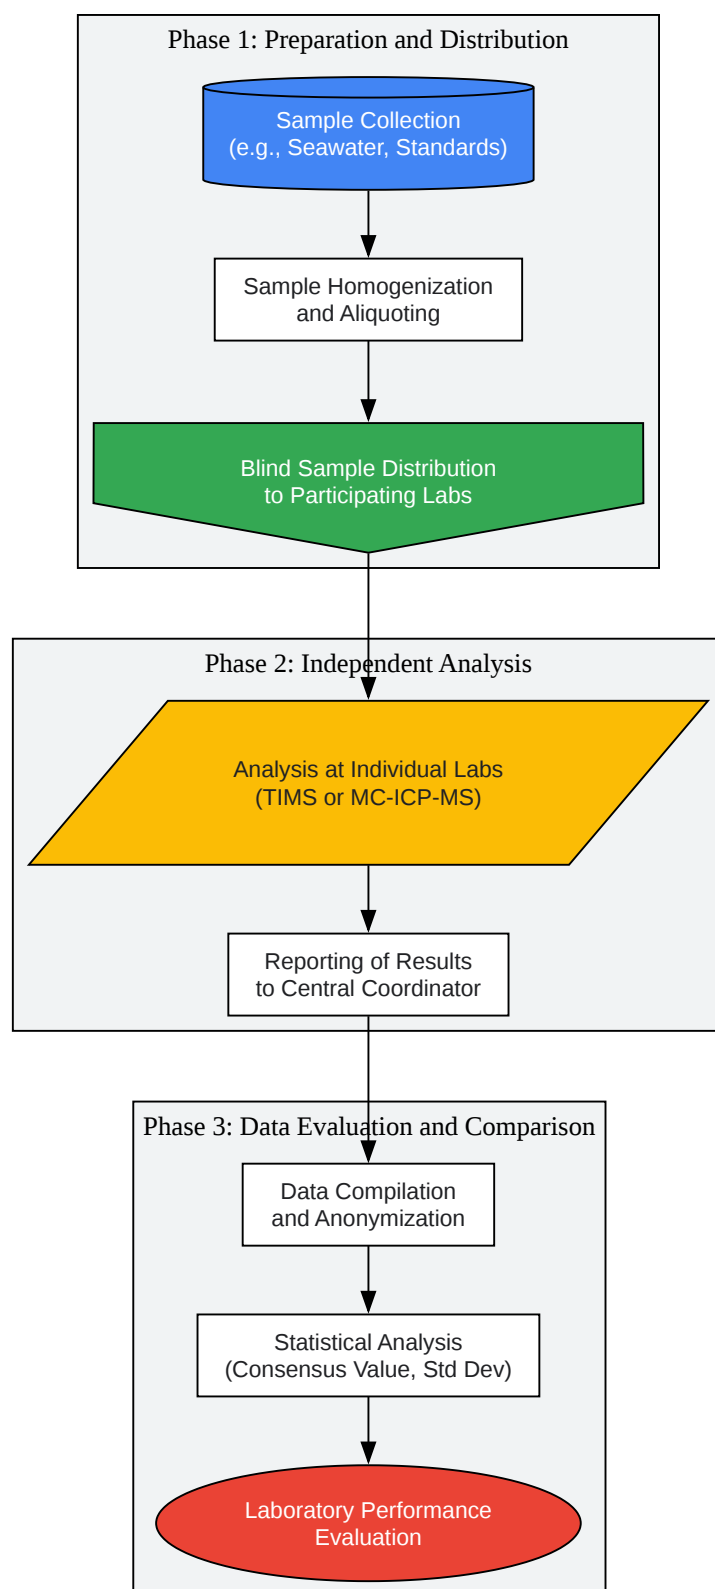 Phase 1: Preparation and Distribution
Sample Collection
(e.g., Seawater, Standards)
Sample Homogenization
and Aliquoting
Blind Sample Distribution
to Participating Labs
Phase 2: Independent Analysis
Analysis at Individual Labs
(TIMS or MC-ICP-MS)
Reporting of Results
to Central Coordinator
Phase 3: Data Evaluation and Comparison
Data Compilation
and Anonymization
Statistical Analysis
(Consensus Value, Std Dev)
Laboratory Performance
Evaluation